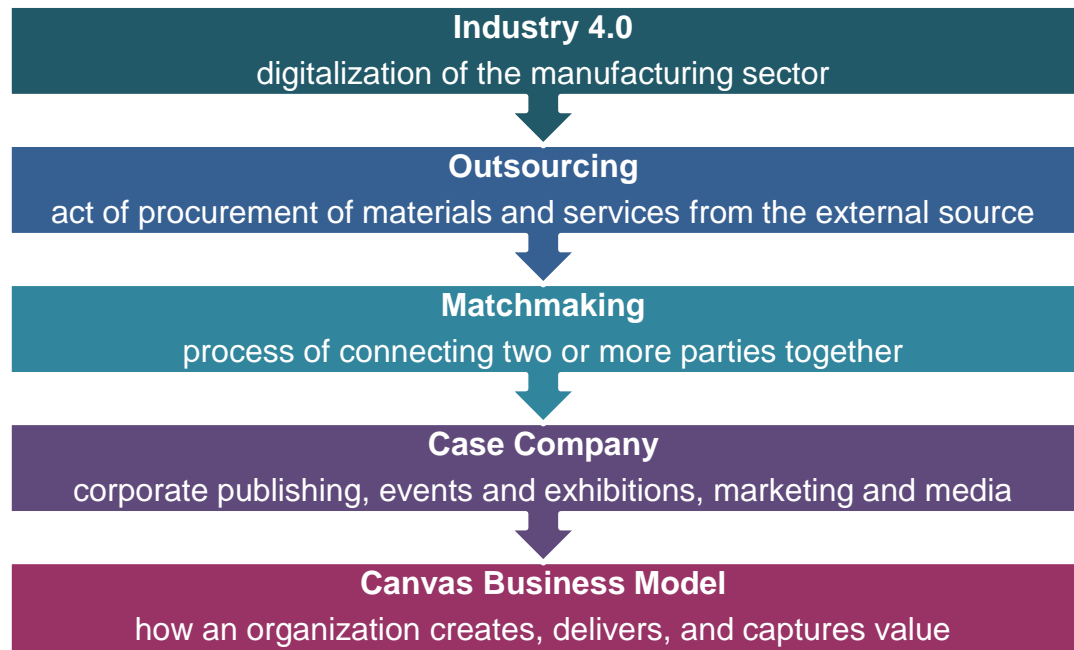 Industry 4.0
digitalization of the manufacturing sector
Outsourcing
act of procurement of materials and services from the external source
Matchmaking
process of connecting two or more parties together
Case Company
corporate publishing, events and exhibitions, marketing and media
Canvas Business Model
how an organization creates, delivers, and captures value